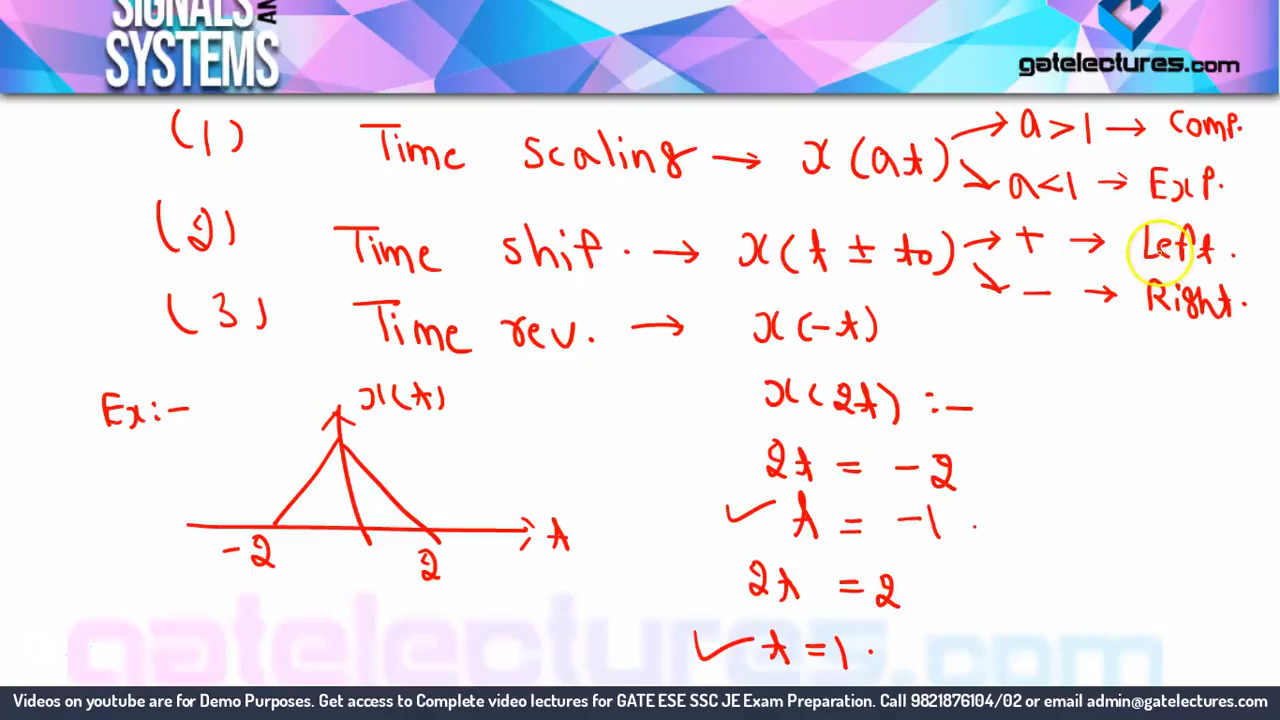 SIGNALS AND
SYSTEMS
gatelectures.com
(1) Time scaling → x(at) → a>1 → Comp.
→ a<1 → Exp.
(2) Time shift. → x(t ± to) → + → Left.
→ − → Right.
(3) Time rev. → x(-t)
Ex:- x(t)
-2 2 t
x(2t) :-
2t = -2
✓ t = -1.
2t = 2
✓ t = 1.
gatelectures.com
Videos on youtube are for Demo Purposes. Get access to Complete video lectures for GATE ESE SSC JE Exam Preparation. Call 9821876104/02 or email admin@gatelectures.com